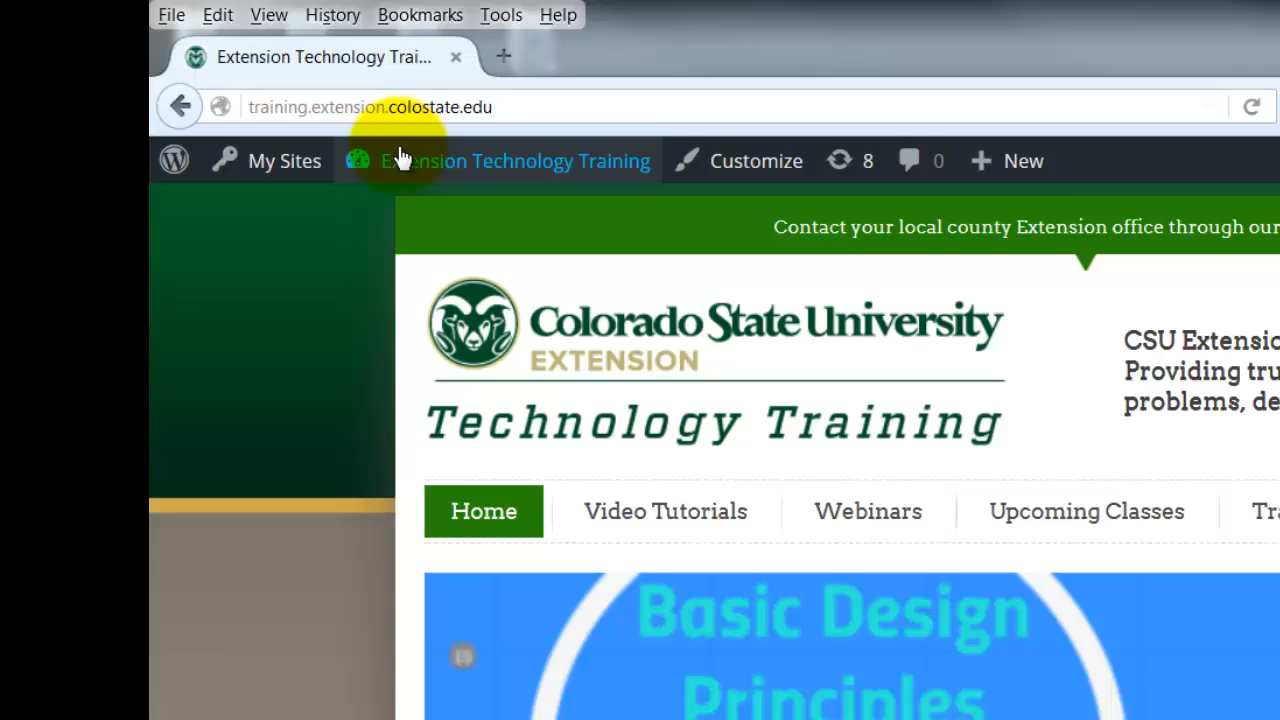 File Edit View History Bookmarks Tools Help
Extension Technology Trai...
training.extension.colostate.edu
My Sites Extension Technology Training Customize 8 0 New
Contact your local county Extension office through our
Colorado State University
EXTENSION
Technology Training
CSU Extensio
Providing tru
problems, de
Home Video Tutorials Webinars Upcoming Classes Tra
Basic Design
Principles